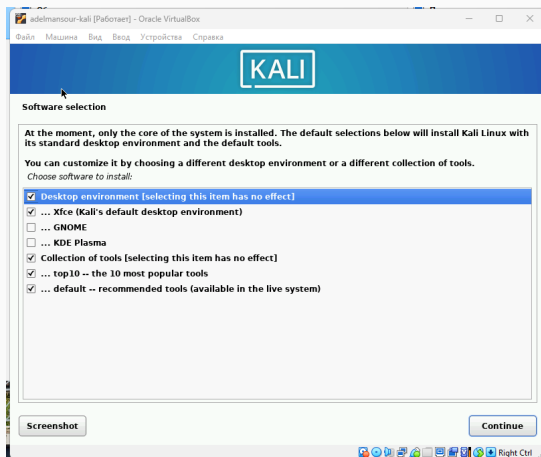 adelmansour-kali [Работает] - Oracle VirtualBox
Файл Машина Вид Ввод Устройства Справка
KALI
Software selection
At the moment, only the core of the system is installed. The default selections below will install Kali Linux with
its standard desktop environment and the default tools.
You can customize it by choosing a different desktop environment or a different collection of tools.
Choose software to install:
Desktop environment [selecting this item has no effect]
... Xfce (Kali's default desktop environment)
... GNOME
... KDE Plasma
Collection of tools [selecting this item has no effect]
... top10 -- the 10 most popular tools
... default -- recommended tools (available in the live system)
Screenshot Continue
Right Ctrl